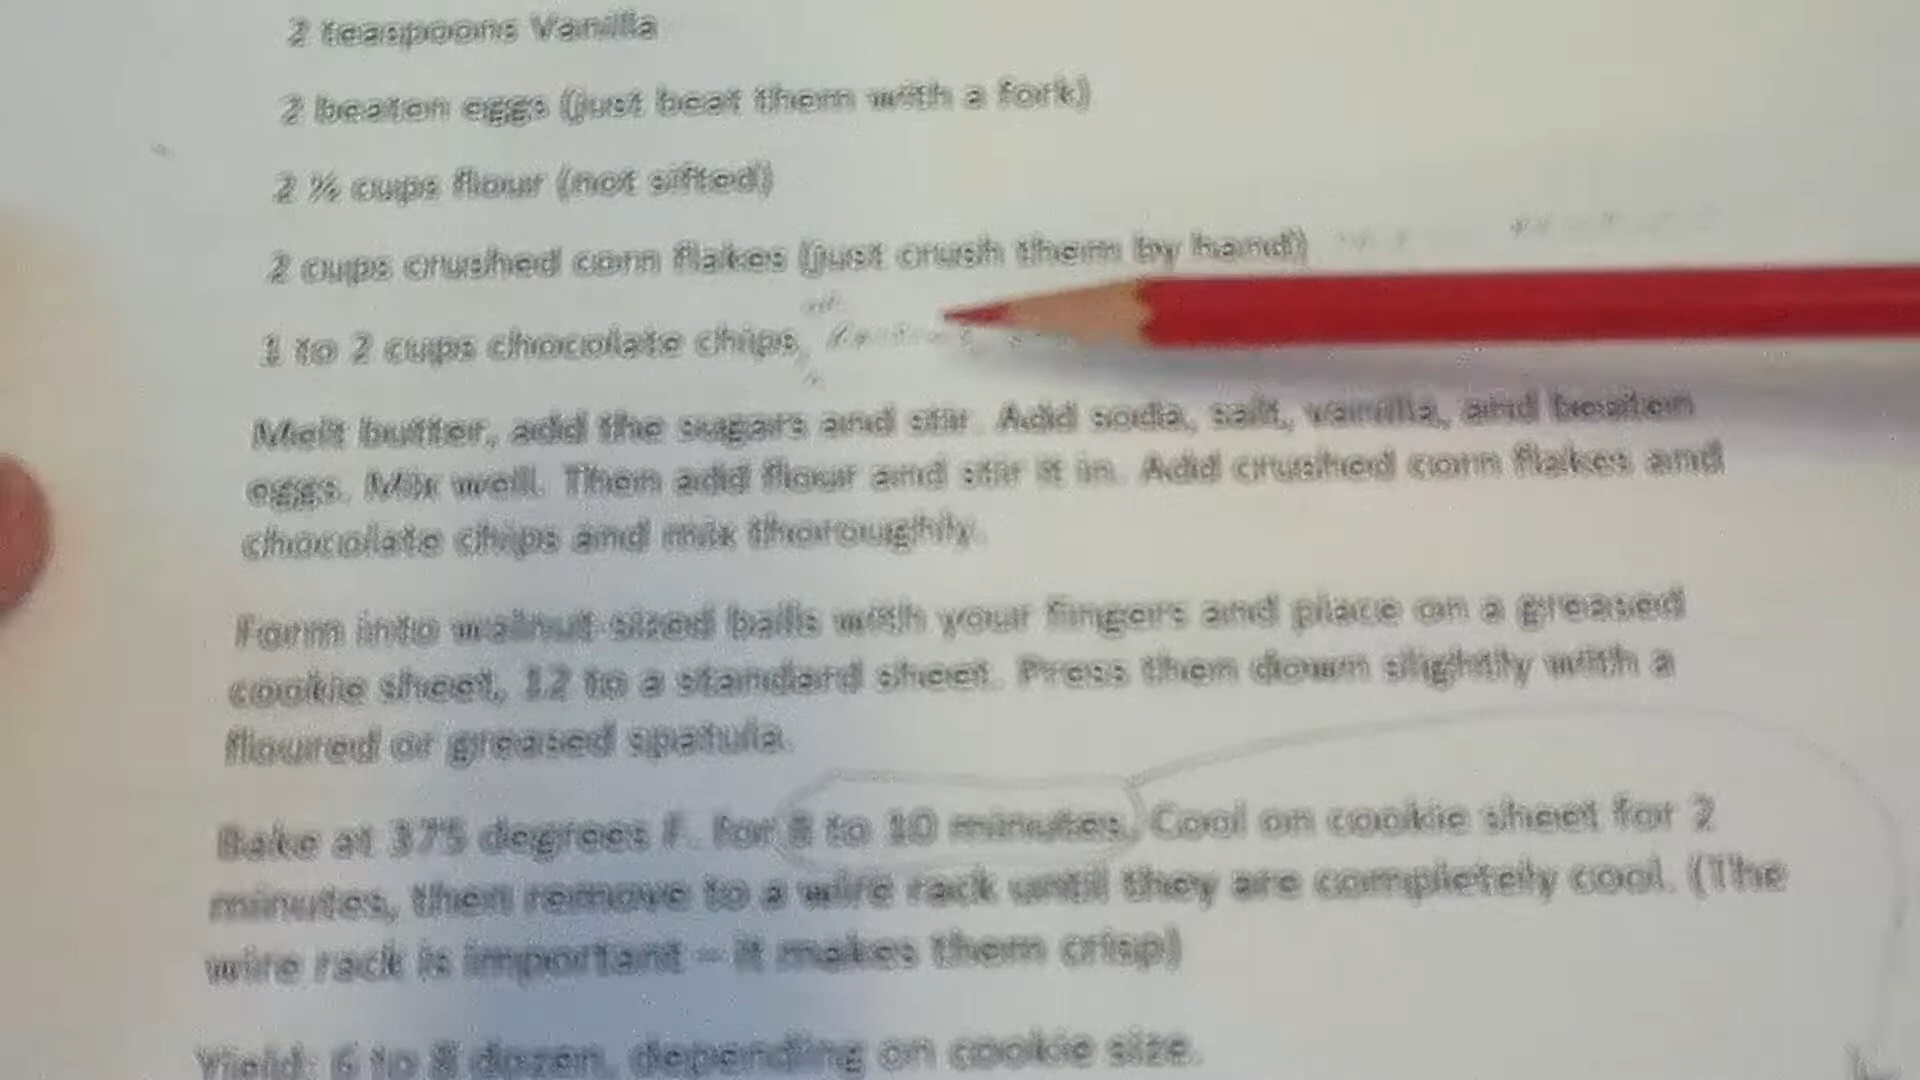 2 teaspoons Vanilla
2 beaten eggs (just beat them with a fork)
2 ½ cups flour (not sifted)
2 cups crushed corn flakes (just crush them by hand)
1 to 2 cups chocolate chips
Melt butter, add the sugars and stir. Add soda, salt, vanilla, and beaten
eggs. Mix well. Then add flour and stir it in. Add crushed corn flakes and
chocolate chips and mix thoroughly.
Form into walnut-sized balls with your fingers and place on a greased
cookie sheet, 12 to a standard sheet. Press them down slightly with a
floured or greased spatula.
Bake at 375 degrees F. for 8 to 10 minutes. Cool on cookie sheet for 2
minutes, then remove to a wire rack until they are completely cool. (The
wire rack is important – it makes them crisp)
Yield: 6 to 8 dozen, depending on cookie size.